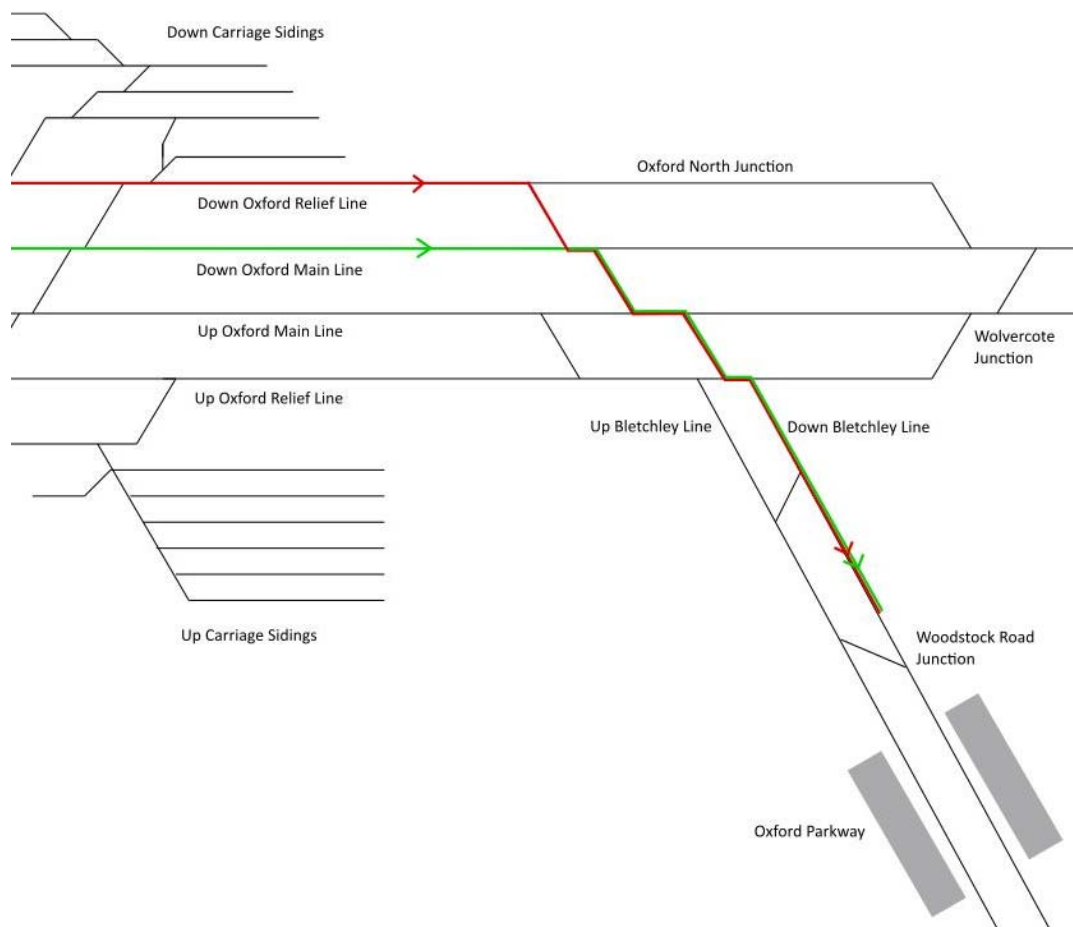 Down Carriage Sidings
Oxford North Junction
Down Oxford Relief Line
Down Oxford Main Line
Up Oxford Main Line
Wolvercote
Junction
Up Oxford Relief Line
Up Bletchley Line
Down Bletchley Line
Up Carriage Sidings
Woodstock Road
Junction
Oxford Parkway